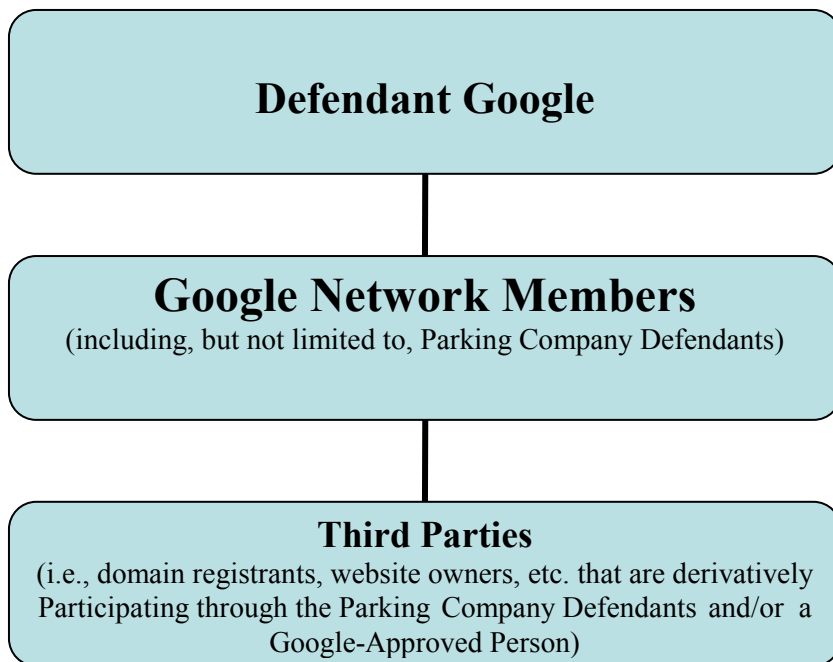 Defendant Google
Google Network Members
(including, but not limited to, Parking Company Defendants)
Third Parties
(i.e., domain registrants, website owners, etc. that are derivatively
Participating through the Parking Company Defendants and/or a
Google-Approved Person)